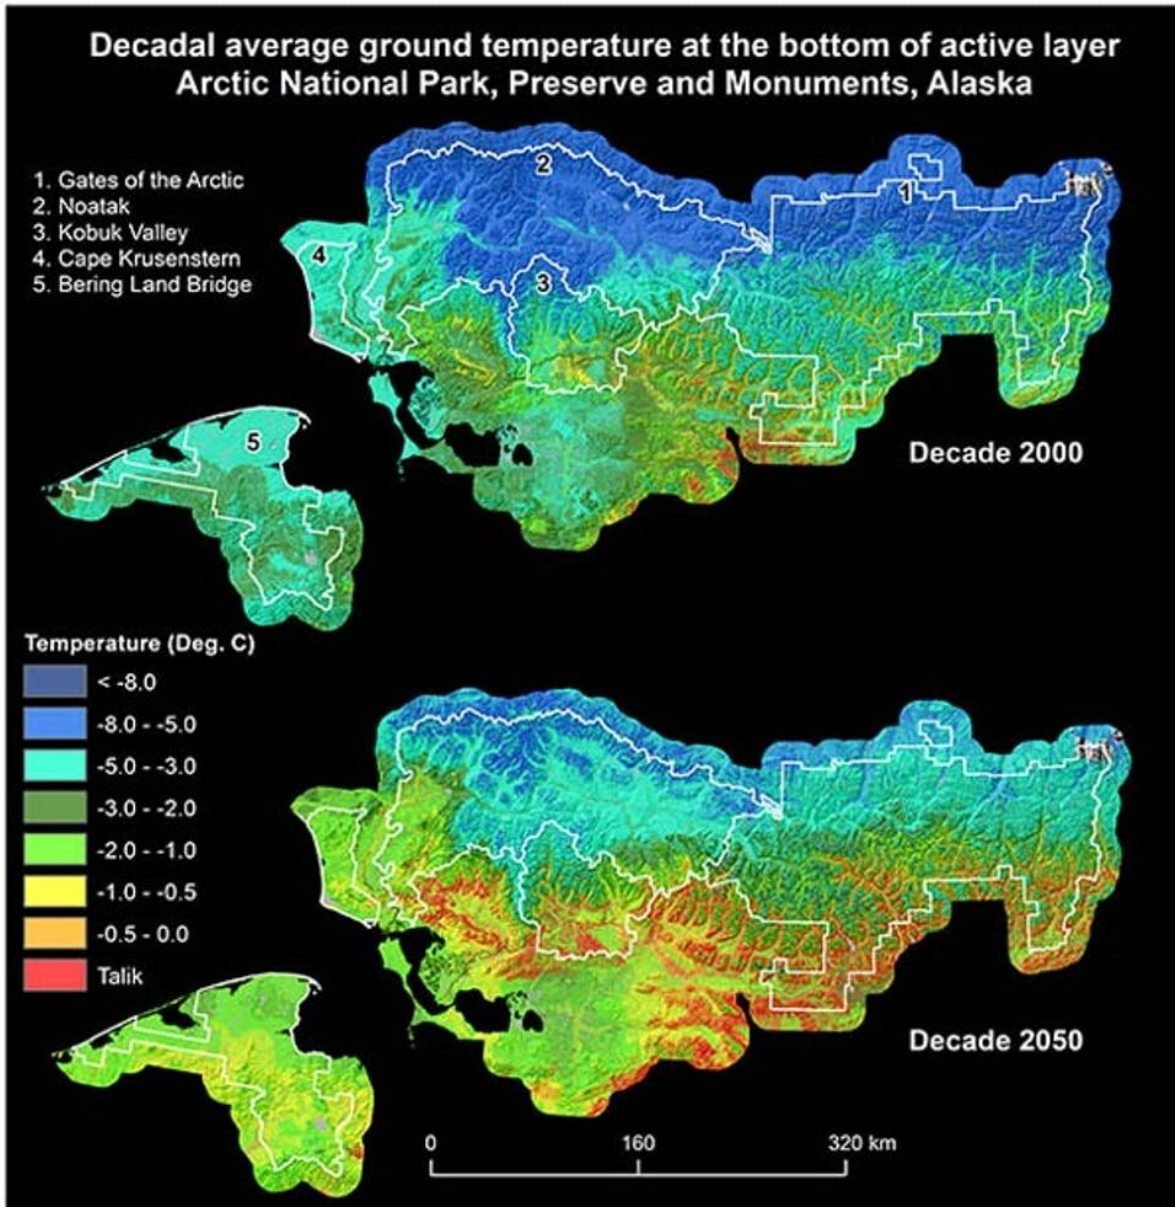 Decadal average ground temperature at the bottom of active layer
Arctic National Park, Preserve and Monuments, Alaska
1. Gates of the Arctic
2. Noatak
3. Kobuk Valley
4. Cape Krusenstern
5. Bering Land Bridge
2
1
4
3
5
Decade 2000
Temperature (Deg. C)
< -8.0
-8.0 - -5.0
-5.0 - -3.0
-3.0 - -2.0
-2.0 - -1.0
-1.0 - -0.5
-0.5 - 0.0
Talik
Decade 2050
0 160 320 km